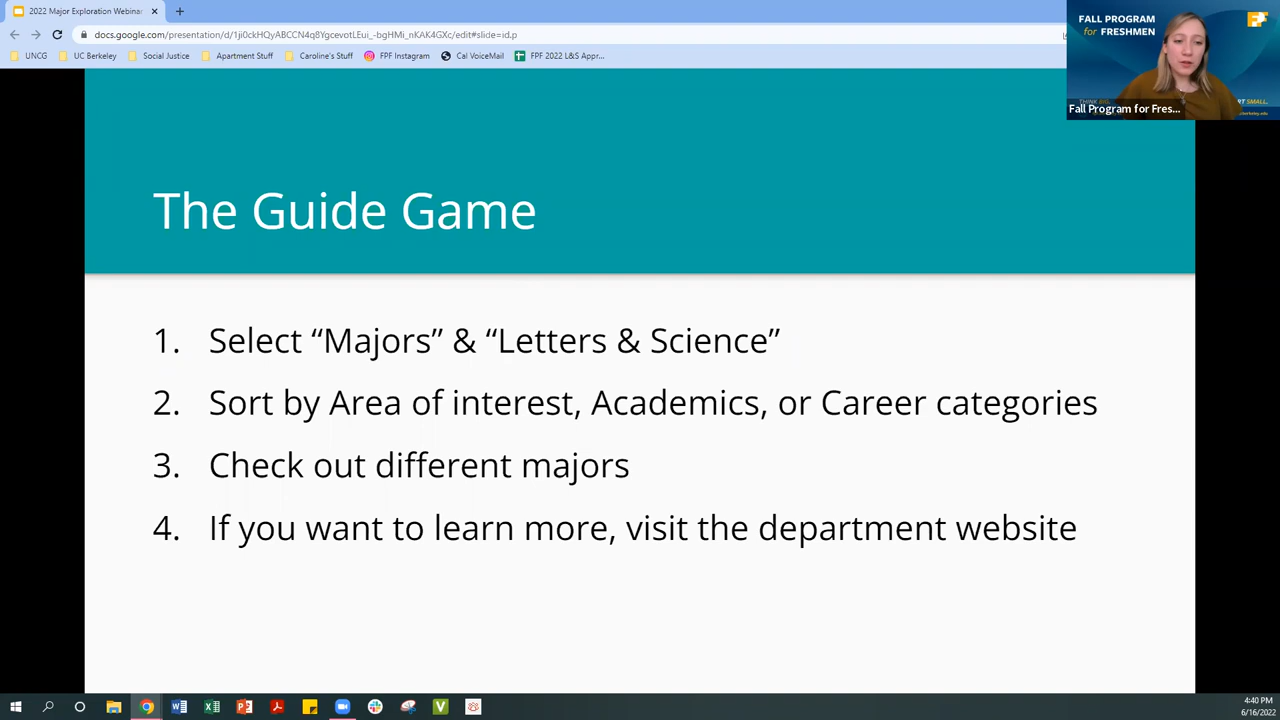 2022 Major Exploration Webinar
docs.google.com/presentation/d/1ji0ckHQyABCCN4q8YgcevotLEui_-bgHMi_nKAK4GXc/edit#slide=id.p
UNCG
UC Berkeley
Social Justice
Apartment Stuff
Caroline's Stuff
FPF Instagram
Cal VoiceMail
FPF 2022 L&S Appr...
FALL PROGRAM
for FRESHMEN
RT SMALL.
Fall Program for Fres...
The Guide Game
1. Select “Majors” & “Letters & Science”
2. Sort by Area of interest, Academics, or Career categories
3. Check out different majors
4. If you want to learn more, visit the department website
4:40 PM
6/16/2022